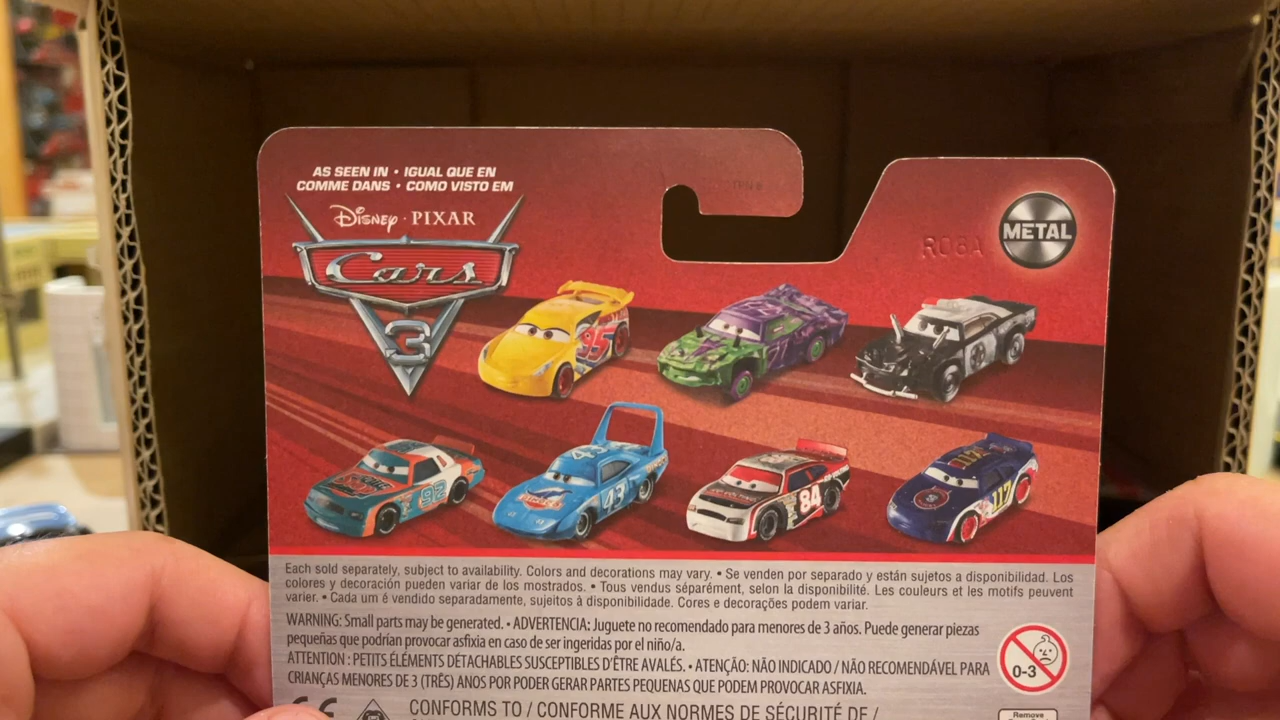 AS SEEN IN • IGUAL QUE EN
COMME DANS • COMO VISTO EM
Disney · PIXAR
Cars
3
R06A
METAL
95
92
43
43
84
117
Each sold separately, subject to availability. Colors and decorations may vary. • Se venden por separado y están sujetos a disponibilidad. Los
colores y decoración pueden variar de los mostrados. • Tous vendus séparément, selon la disponibilité. Les couleurs et les motifs peuvent
varier. • Cada um é vendido separadamente, sujeitos à disponibilidade. Cores e decorações podem variar.
WARNING: Small parts may be generated. • ADVERTENCIA: Juguete no recomendado para menores de 3 años. Puede generar piezas
pequeñas que podrían provocar asfixia en caso de ser ingeridas por el niño/a.
ATTENTION : PETITS ÉLÉMENTS DÉTACHABLES SUSCEPTIBLES D'ÊTRE AVALÉS. • ATENÇÃO: NÃO INDICADO / NÃO RECOMENDÁVEL PARA
CRIANÇAS MENORES DE 3 (TRÊS) ANOS POR PODER GERAR PARTES PEQUENAS QUE PODEM PROVOCAR ASFIXIA.
0-3
CE
CONFORMS TO / CONFORME AUX NORMES DE SÉCURITÉ DE /
Remove